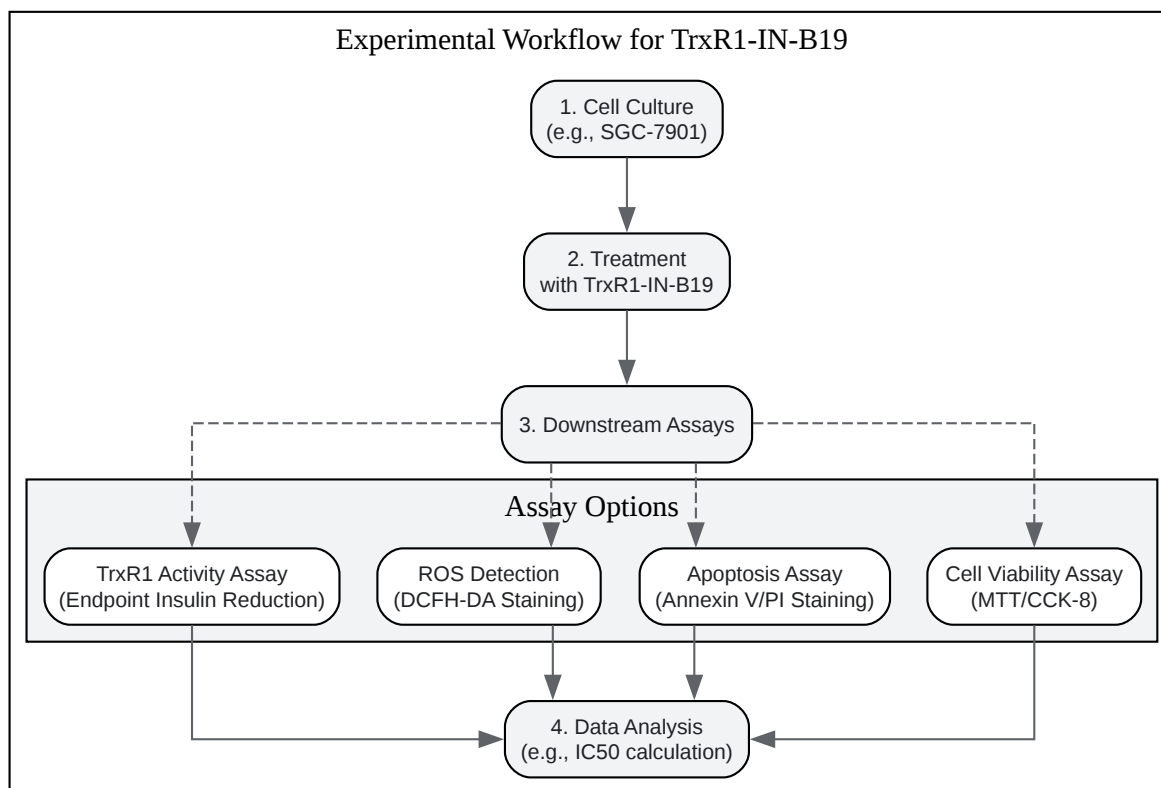 Experimental Workflow for TrxR1-IN-B19
1. Cell Culture
(e.g., SGC-7901)
2. Treatment
with TrxR1-IN-B19
3. Downstream Assays
Assay Options
TrxR1 Activity Assay
(Endpoint Insulin Reduction)
ROS Detection
(DCFH-DA Staining)
Apoptosis Assay
(Annexin V/PI Staining)
Cell Viability Assay
(MTT/CCK-8)
4. Data Analysis
(e.g., IC50 calculation)